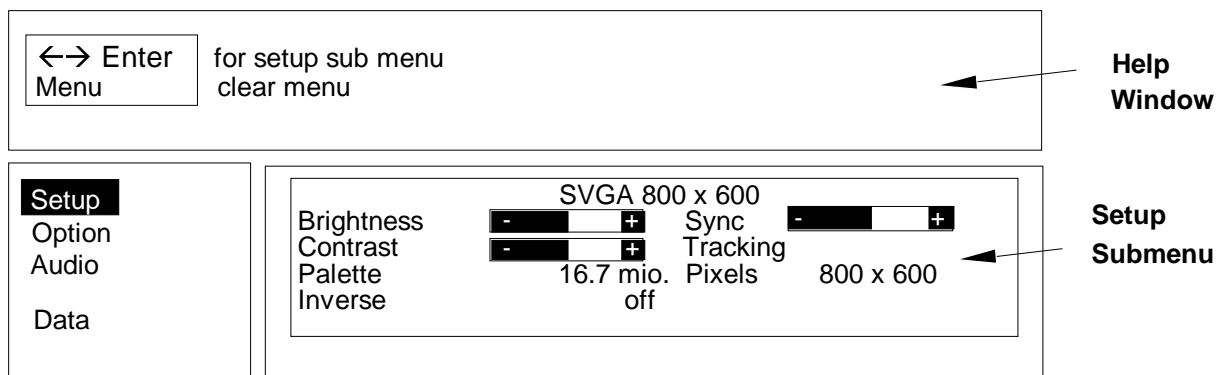 ←→ Enter for setup sub menu
Menu clear menu
Help
Window
Setup
Option
Audio
Data
SVGA 800 x 600
Brightness - + Sync - +
Contrast - + Tracking
Palette 16.7 mio. Pixels 800 x 600
Inverse off
Setup
Submenu